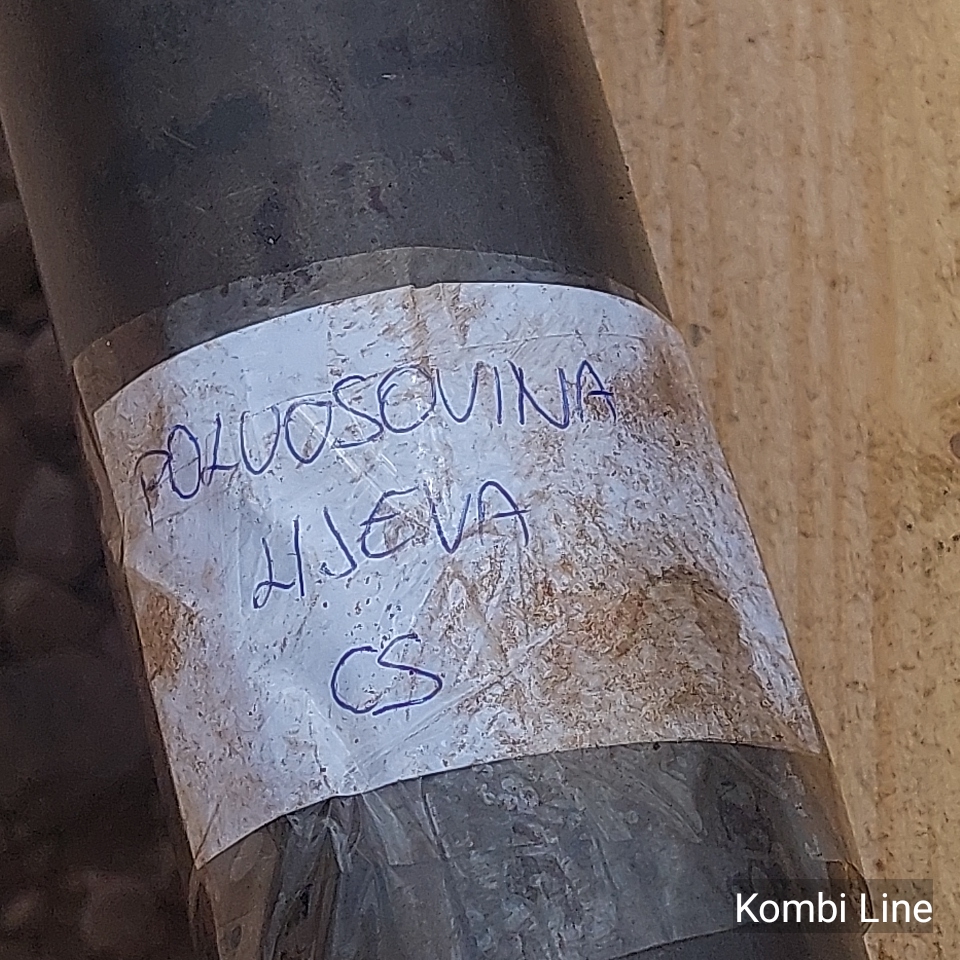 POLUOSOVINA
LIJEVA
CS
Kombi Line